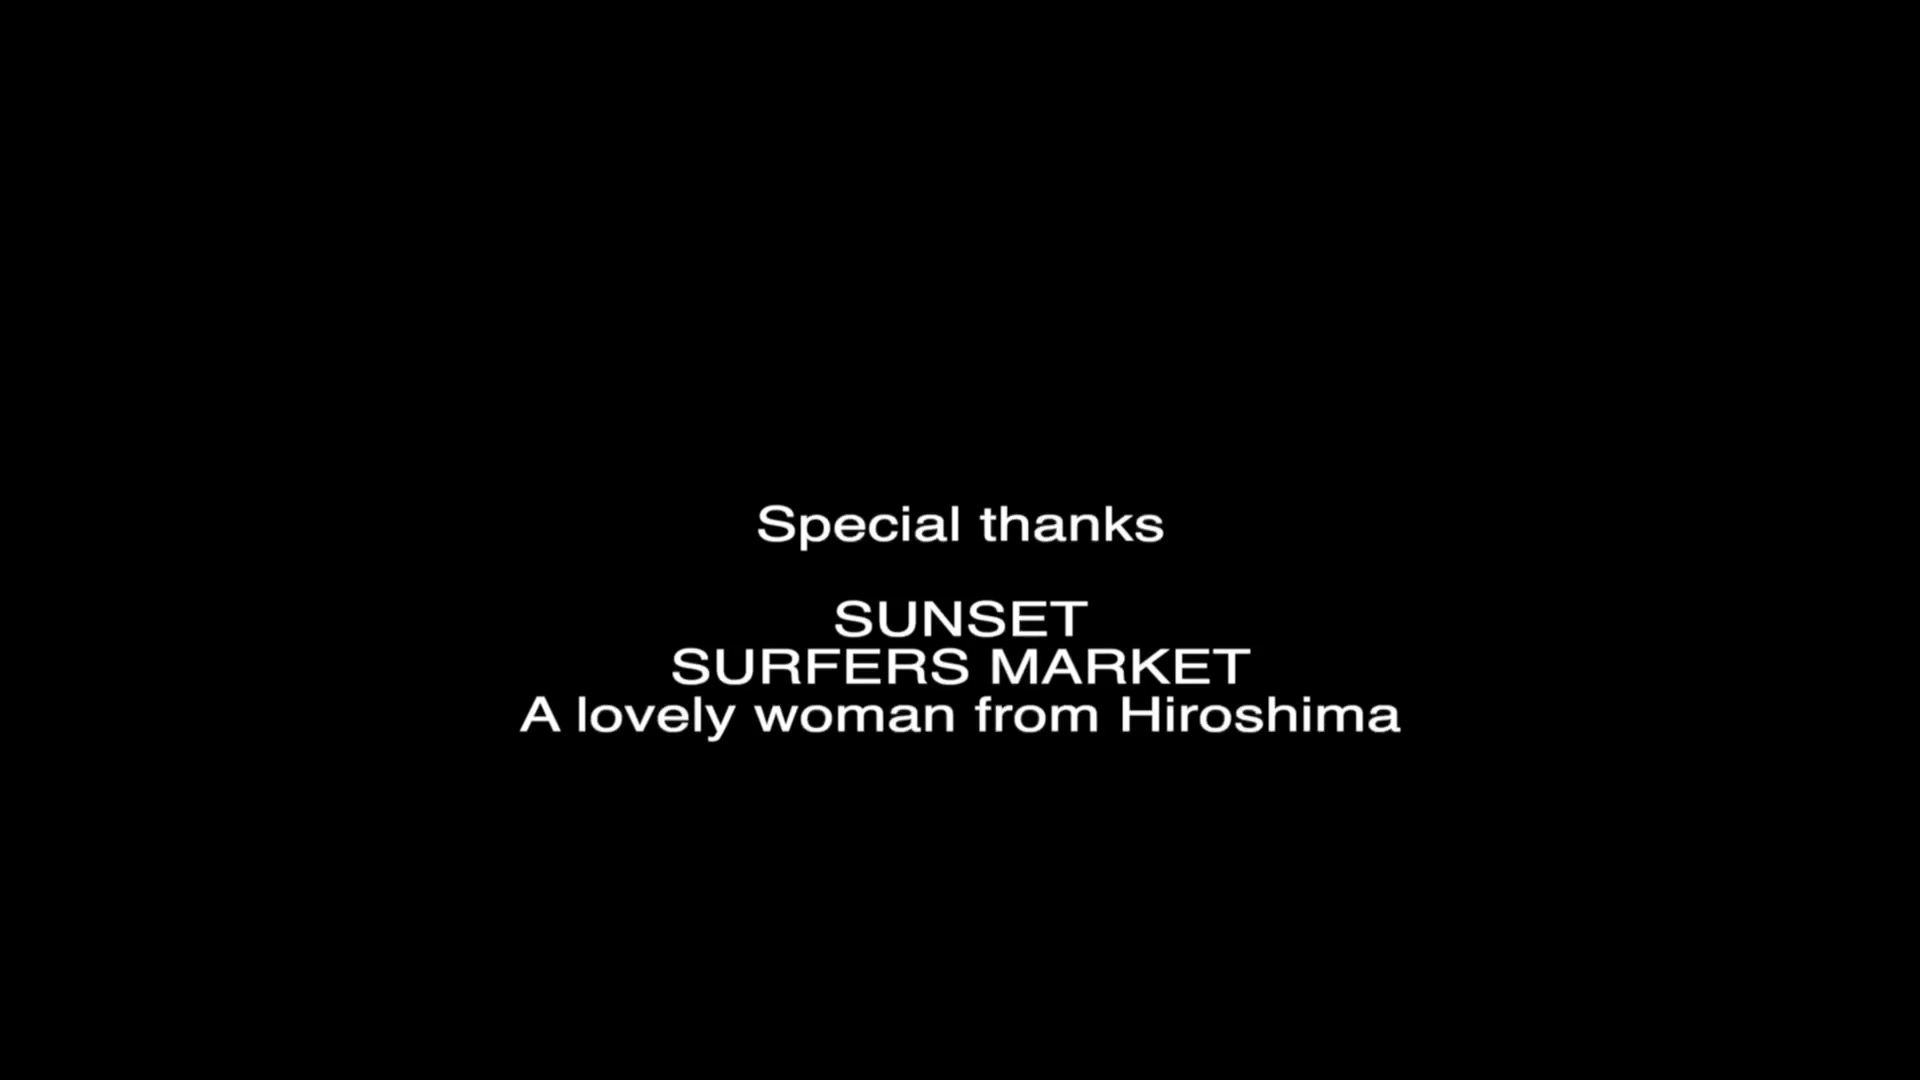 Special thanks
SUNSET
SURFERS MARKET
A lovely woman from Hiroshima